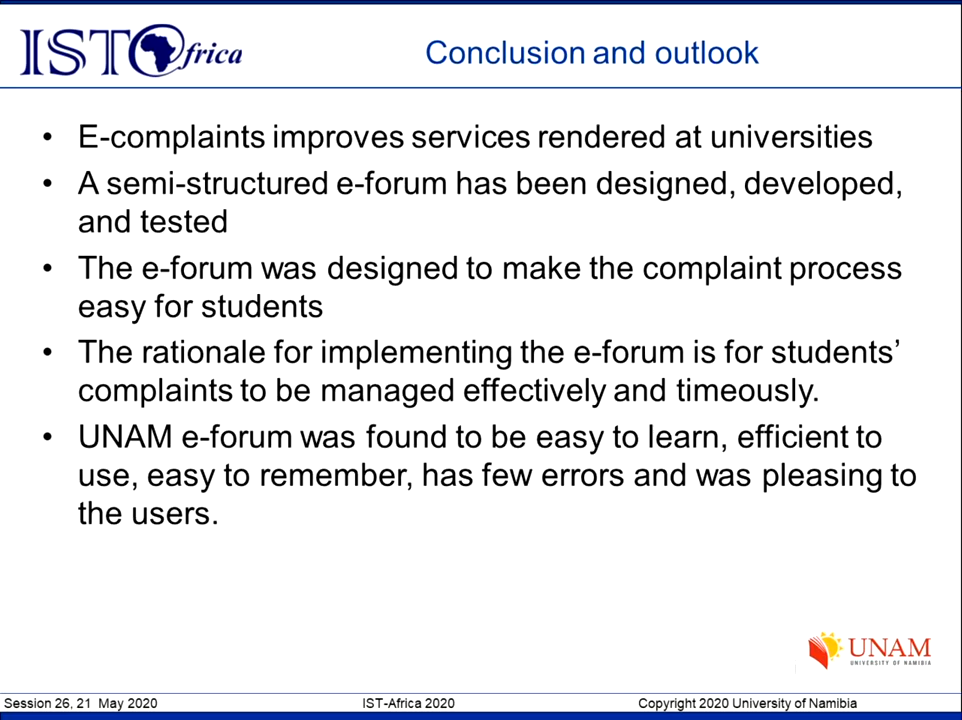 IST Africa
Conclusion and outlook
• E-complaints improves services rendered at universities
• A semi-structured e-forum has been designed, developed,
and tested
• The e-forum was designed to make the complaint process
easy for students
• The rationale for implementing the e-forum is for students’
complaints to be managed effectively and timeously.
• UNAM e-forum was found to be easy to learn, efficient to
use, easy to remember, has few errors and was pleasing to
the users.
UNAM
UNIVERSITY OF NAMIBIA
Session 26, 21 May 2020 IST-Africa 2020 Copyright 2020 University of Namibia